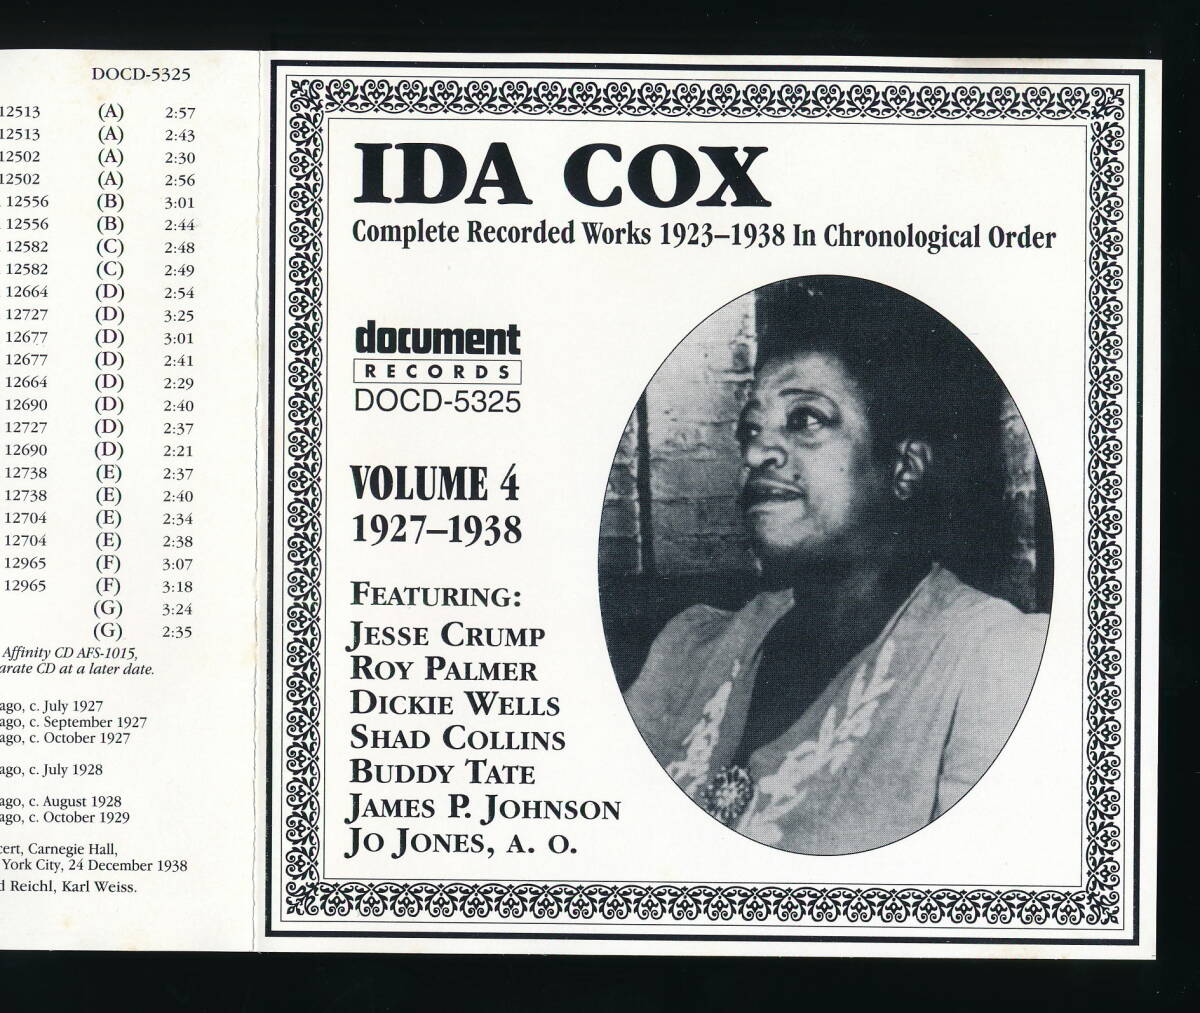 DOCD-5325
12513 (A) 2:57
12513 (A) 2:43
12502 (A) 2:30
12502 (A) 2:56
12556 (B) 3:01
12556 (B) 2:44
12582 (C) 2:48
12582 (C) 2:49
12664 (D) 2:54
12727 (D) 3:25
12677 (D) 3:01
12677 (D) 2:41
12664 (D) 2:29
12690 (D) 2:40
12727 (D) 2:37
12690 (D) 2:21
12738 (E) 2:37
12738 (E) 2:40
12704 (E) 2:34
12704 (E) 2:38
12965 (F) 3:07
12965 (F) 3:18
(G) 3:24
(G) 2:35
Affinity CD AFS-1015,
arate CD at a later date.
ago, c. July 1927
ago, c. September 1927
ago, c. October 1927
ago, c. July 1928
ago, c. August 1928
ago, c. October 1929
cert, Carnegie Hall,
York City, 24 December 1938
d Reichl, Karl Weiss.
IDA COX
Complete Recorded Works 1923–1938 In Chronological Order
document
RECORDS
DOCD-5325
VOLUME 4
1927–1938
FEATURING:
JESSE CRUMP
ROY PALMER
DICKIE WELLS
SHAD COLLINS
BUDDY TATE
JAMES P. JOHNSON
JO JONES, A. O.